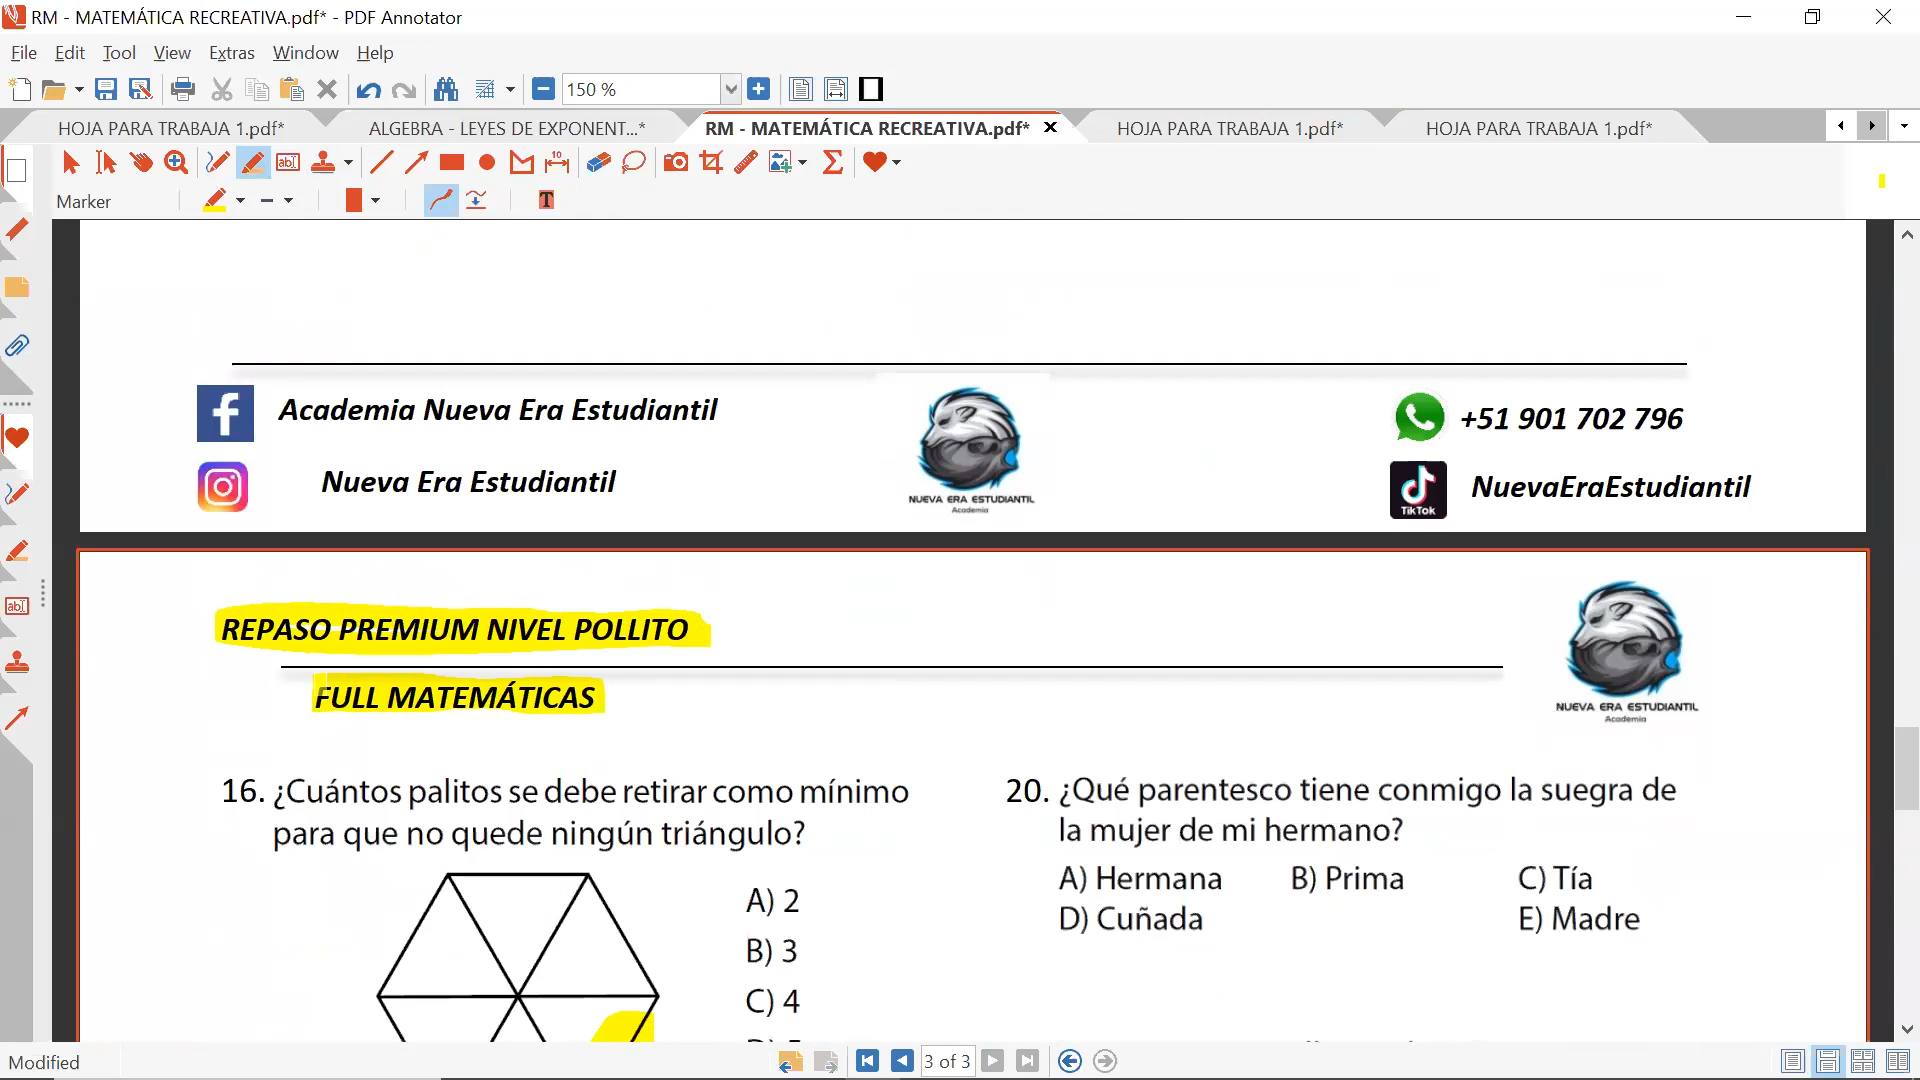 RM - MATEMÁTICA RECREATIVA.pdf* - PDF Annotator
File Edit Tool View Extras Window Help
150 %
HOJA PARA TRABAJA 1.pdf* ALGEBRA - LEYES DE EXPONENT...* RM - MATEMÁTICA RECREATIVA.pdf* HOJA PARA TRABAJA 1.pdf* HOJA PARA TRABAJA 1.pdf*
Marker
Academia Nueva Era Estudiantil
Nueva Era Estudiantil
NUEVA ERA ESTUDIANTIL
Academia
+51 901 702 796
TikTok
NuevaEraEstudiantil
REPASO PREMIUM NIVEL POLLITO
FULL MATEMÁTICAS
NUEVA ERA ESTUDIANTIL
Academia
16. ¿Cuántos palitos se debe retirar como mínimo
para que no quede ningún triángulo?
A) 2
B) 3
C) 4
20. ¿Qué parentesco tiene conmigo la suegra de
la mujer de mi hermano?
A) Hermana B) Prima C) Tía
D) Cuñada E) Madre
Modified
3 of 3